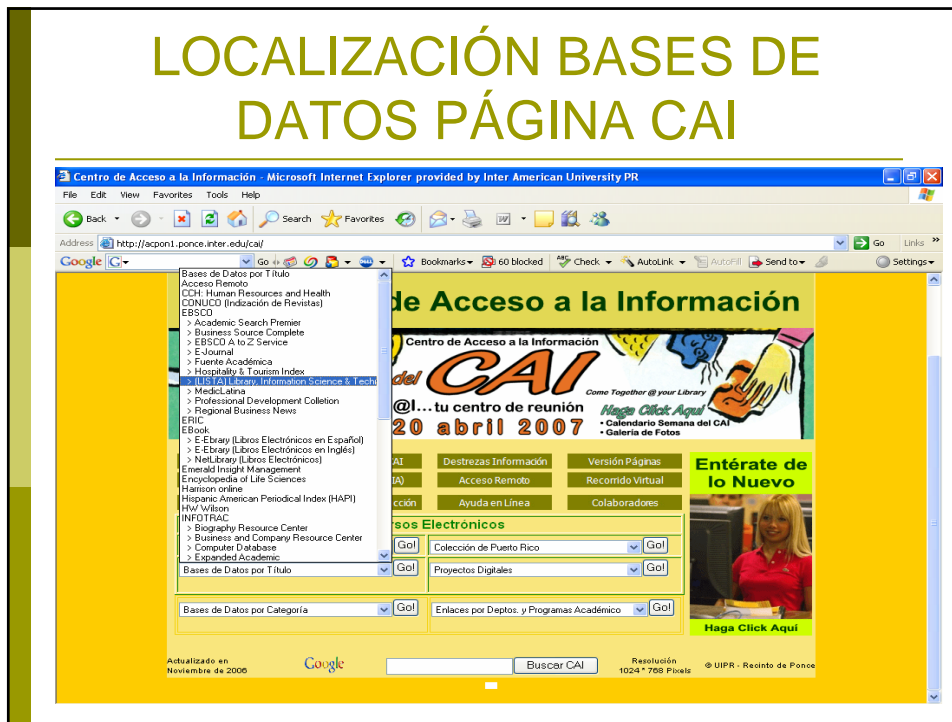 LOCALIZACIÓN BASES DE
DATOS PÁGINA CAI
Centro de Acceso a la Información - Microsoft Internet Explorer provided by Inter American University PR
File Edit View Favorites Tools Help
Back Search Favorites
Address http://acpon1.ponce.inter.edu/cai/ Go Links »
Google G Go Bookmarks 60 blocked Check AutoLink AutoFill Send to Settings
Bases de Datos por Título
Acceso Remoto
CCH: Human Resources and Health
CONUCO (Indización de Revistas)
EBSCO
> Academic Search Premier
> Business Source Complete
> EBSCO A to Z Service
> E-Journal
> Fuente Académica
> Hospitality & Tourism Index
> (LISTA) Library, Information Science & Techn
> MedicLatina
> Professional Development Colletion
> Regional Business News
ERIC
EBook
> E-Ebrary (Libros Electrónicos en Español)
> E-Ebrary (Libros Electrónicos en Inglés)
> NetLibrary (Libros Electrónicos)
Emerald Insight Management
Encyclopedia of Life Sciences
Harrison online
Hispanic American Periodical Index (HAPI)
HW Wilson
INFOTRAC
> Biography Resource Center
> Business and Company Resource Center
> Computer Database
> Expanded Academic
de Acceso a la Información
Centro de Acceso a la Información
del CAI
Come Together @ your Library
@I...tu centro de reunión
Haga Click Aquí
20 abril 2007
• Calendario Semana del CAI
• Galería de Fotos
AI Destrezas Información Versión Páginas
IA) Acceso Remoto Recorrido Virtual
cción Ayuda en Línea Colaboradores
Entérate de
lo Nuevo
rsos Electrónicos
Go! Colección de Puerto Rico Go!
Bases de Datos por Título Go! Proyectos Digitales Go!
Bases de Datos por Categoría Go! Enlaces por Deptos. y Programas Académico Go!
Haga Click Aquí
Actualizado en
Noviembre de 2006
Google Buscar CAI
Resolución
1024 * 768 Pixels
© UIPR - Recinto de Ponce